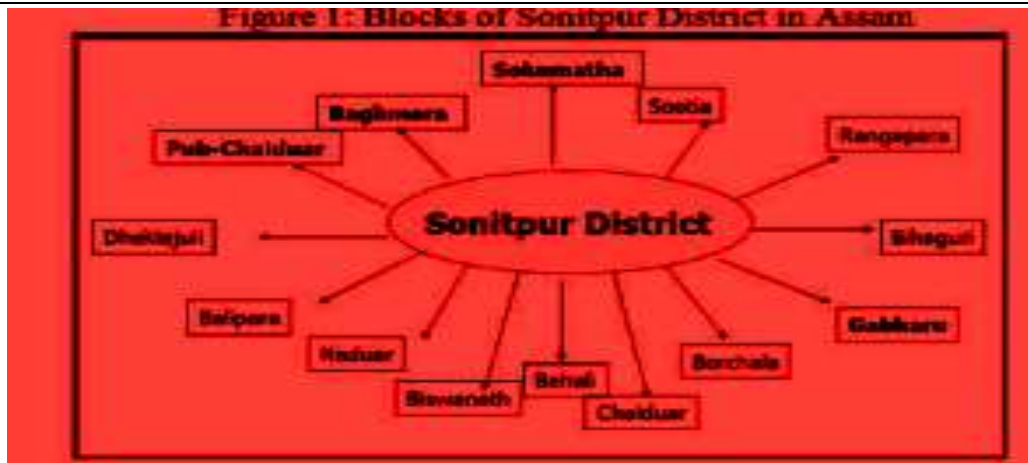 Figure 1: Blocks of Sonitpur District in Assam
Sakomatha
Baghmara
Sootia
Pub-Chaiduar
Rangapara
Sonitpur District
Dhekiajuli
Bihaguri
Balipara
Gabharu
Naduar
Borchala
Behali
Biswanath
Chaiduar